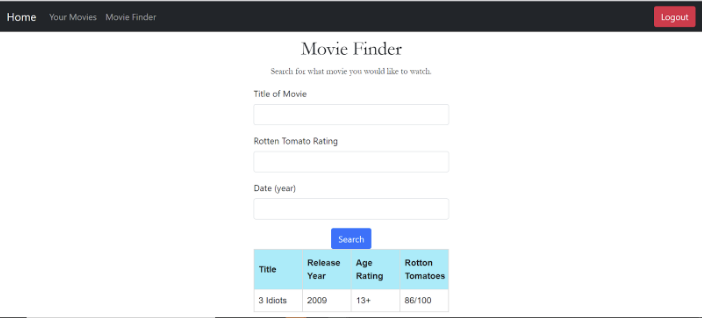 Home Your Movies Movie Finder Logout
Movie Finder
Search for what movie you would like to watch.
Title of Movie
Rotten Tomato Rating
Date (year)
Search
Title Release Year Age Rating Rotton Tomatoes
3 Idiots 2009 13+ 86/100